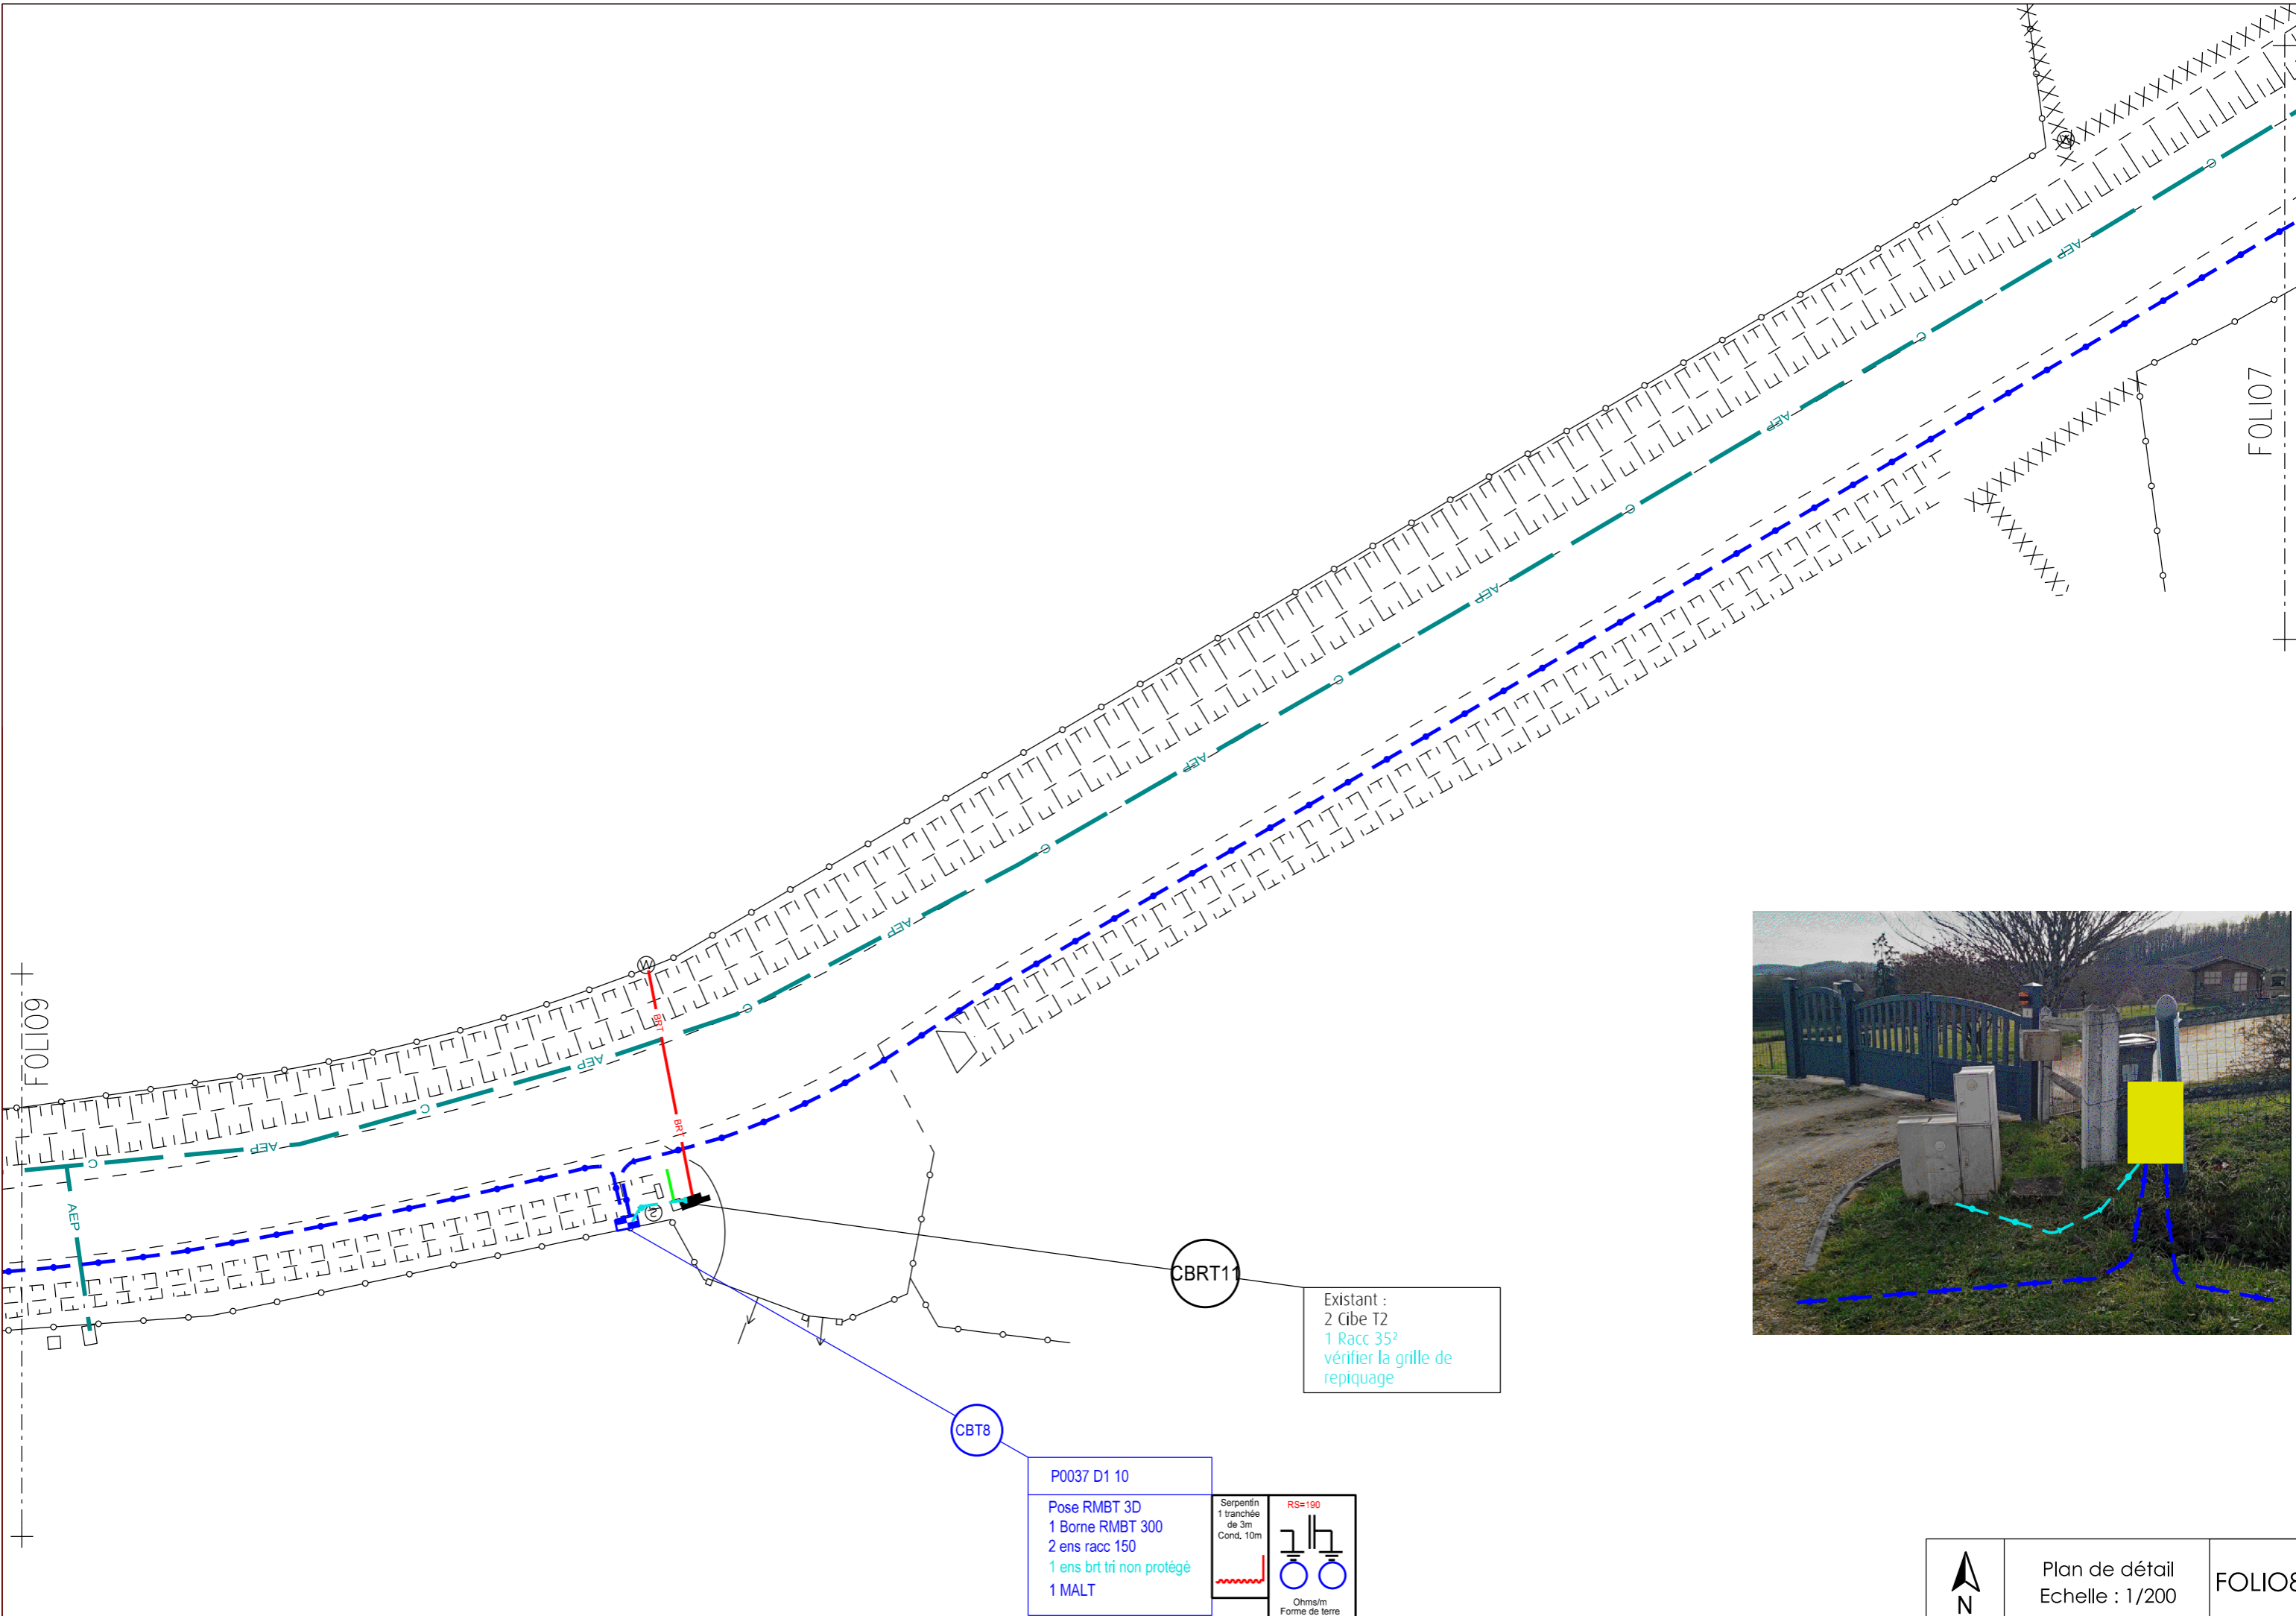 FOLIO7
AEP
C
C
AEP
C
AEP
C
AEP
C
AEP
C
AEP
C
AEP
C
AEP
C
AEP
BRT
BRT
FOLIO9
CBRT11
Existant :
2 Cibe T2
1 Racc 35²
vérifier la grille de
repiquage
CBT8
P0037 D1 10
Pose RMBT 3D
1 Borne RMBT 300
2 ens racc 150
1 ens brt tri non protégé
1 MALT
Serpentin
1 tranchée
de 3m
Cond. 10m
RS=190
Ohms/m
Forme de terre
N
Plan de détail
Echelle : 1/200
FOLIO8